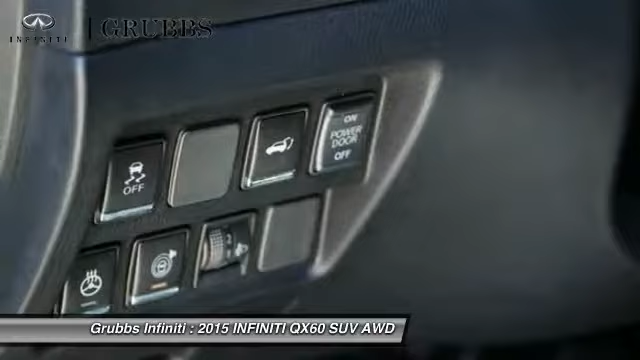 INFINITI | GRUBBS
ON
POWER
DOOR
OFF
OFF
Grubbs Infiniti : 2015 INFINITI QX60 SUV AWD